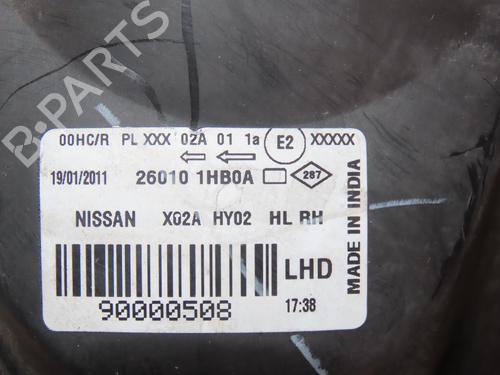 00HC/R PL XXX 02A 01 1a E2 XXXXX
19/01/2011 26010 1HB0A 287
NISSAN X02A HY02 HL RH
LHD
90000508
17:38
MADE IN INDIA
B-PARTS